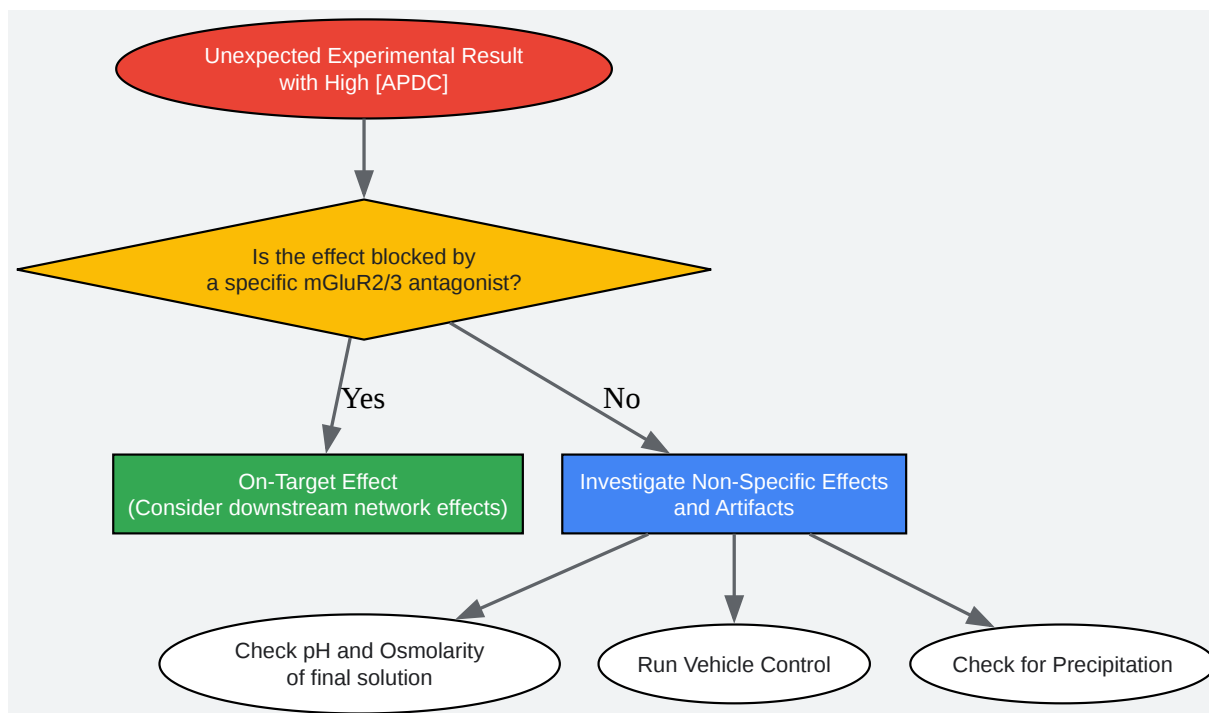 Unexpected Experimental Result
with High [APDC]
Is the effect blocked by
a specific mGluR2/3 antagonist?
Yes
No
On-Target Effect
(Consider downstream network effects)
Investigate Non-Specific Effects
and Artifacts
Check pH and Osmolarity
of final solution
Run Vehicle Control
Check for Precipitation